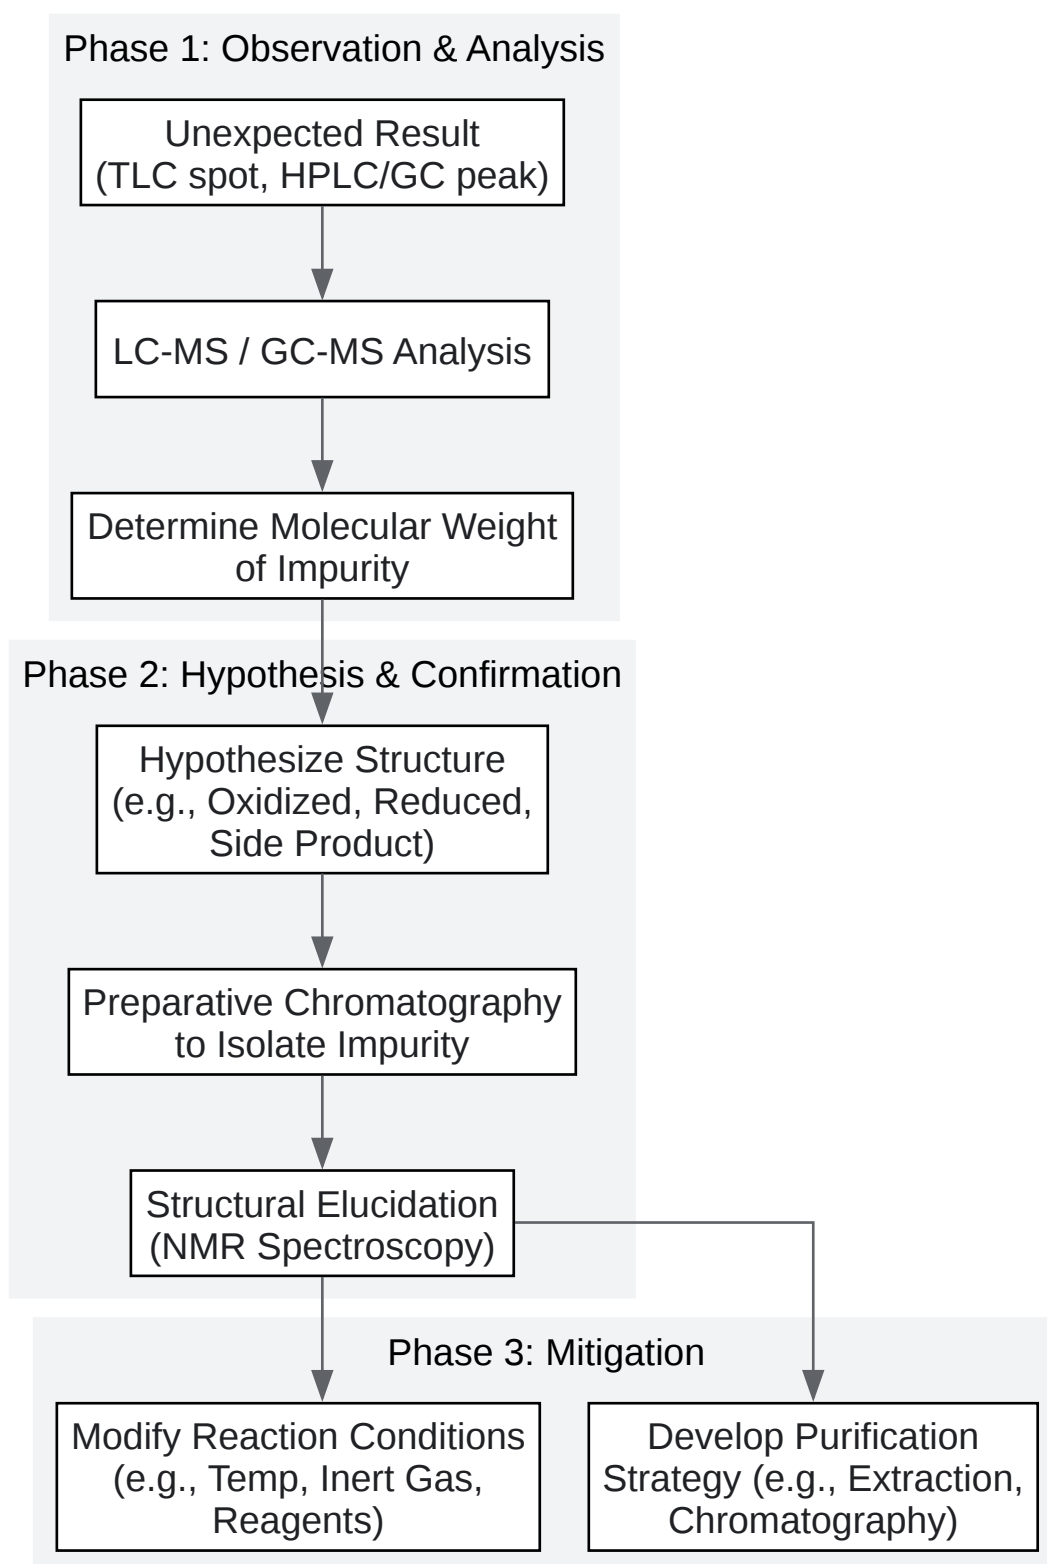 Phase 1: Observation & Analysis
Unexpected Result
(TLC spot, HPLC/GC peak)
LC-MS / GC-MS Analysis
Determine Molecular Weight
of Impurity
Phase 2: Hypothesis & Confirmation
Hypothesize Structure
(e.g., Oxidized, Reduced,
Side Product)
Preparative Chromatography
to Isolate Impurity
Structural Elucidation
(NMR Spectroscopy)
Phase 3: Mitigation
Modify Reaction Conditions
(e.g., Temp, Inert Gas,
Reagents)
Develop Purification
Strategy (e.g., Extraction,
Chromatography)